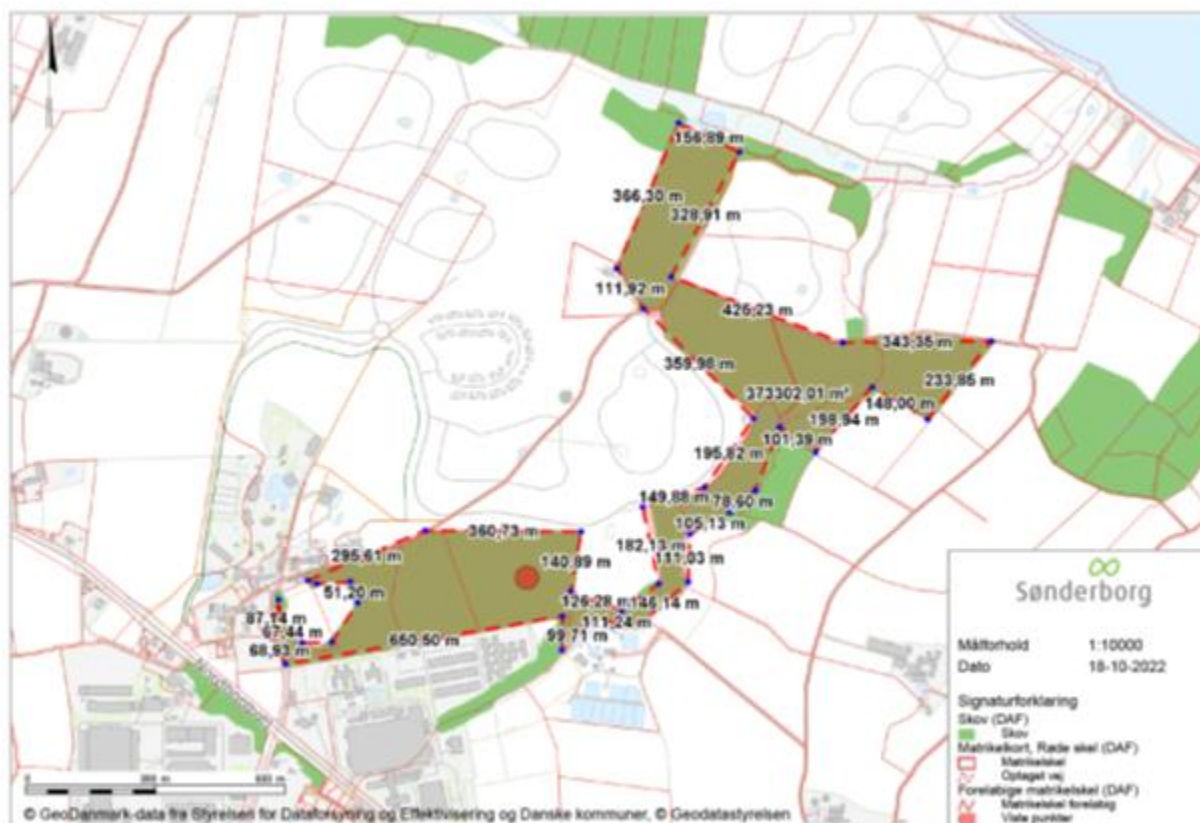 156,89 m
366,30 m
328,91 m
111,92 m
426,23 m
343,35 m
359,98 m
233,85 m
373302,01 m²
148,00 m
198,94 m
101,39 m
195,82 m
149,88 m
78,60 m
105,13 m
182,13 m
111,03 m
360,73 m
295,61 m
140,89 m
51,20 m
126,28 m
146,14 m
111,24 m
87,14 m
67,44 m
99,71 m
68,93 m
650,50 m
Sønderborg
Målforhold 1:10000
Dato 18-10-2022
Signaturforklaring
Skov (DAF)
Skov
Matrikelkort, Røde skel (DAF)
Matrikelskel
Optaget vej
Foreløbige matrikelskel (DAF)
Matrikelskel foreløbig
Viste punkter
© GeoDanmark-data fra Styrelsen for Dataforsyning og Effektivisering og Danske kommuner, © Geodatastyrelsen